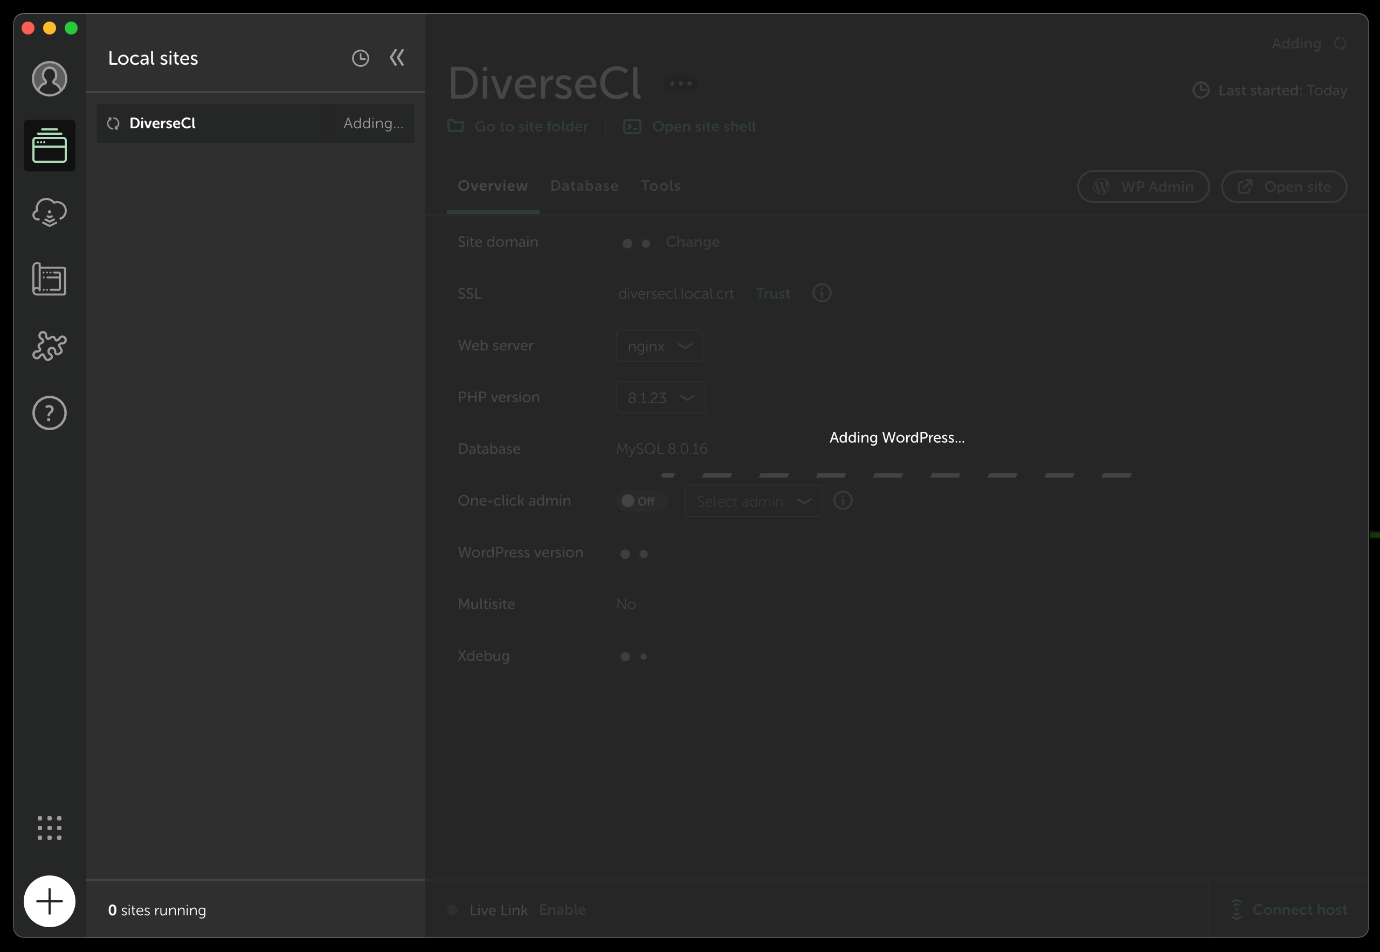 Local sites
DiverseCl
Adding...
0 sites running
Adding
DiverseCl
Last started: Today
Go to site folder
Open site shell
Overview
Database
Tools
WP Admin
Open site
Site domain
Change
SSL
diversecl.local.crt
Trust
Web server
nginx
PHP version
8.1.23
Adding WordPress...
Database
MySQL 8.0.16
One-click admin
Off
Select admin
WordPress version
Multisite
No
Xdebug
Live Link
Enable
Connect host